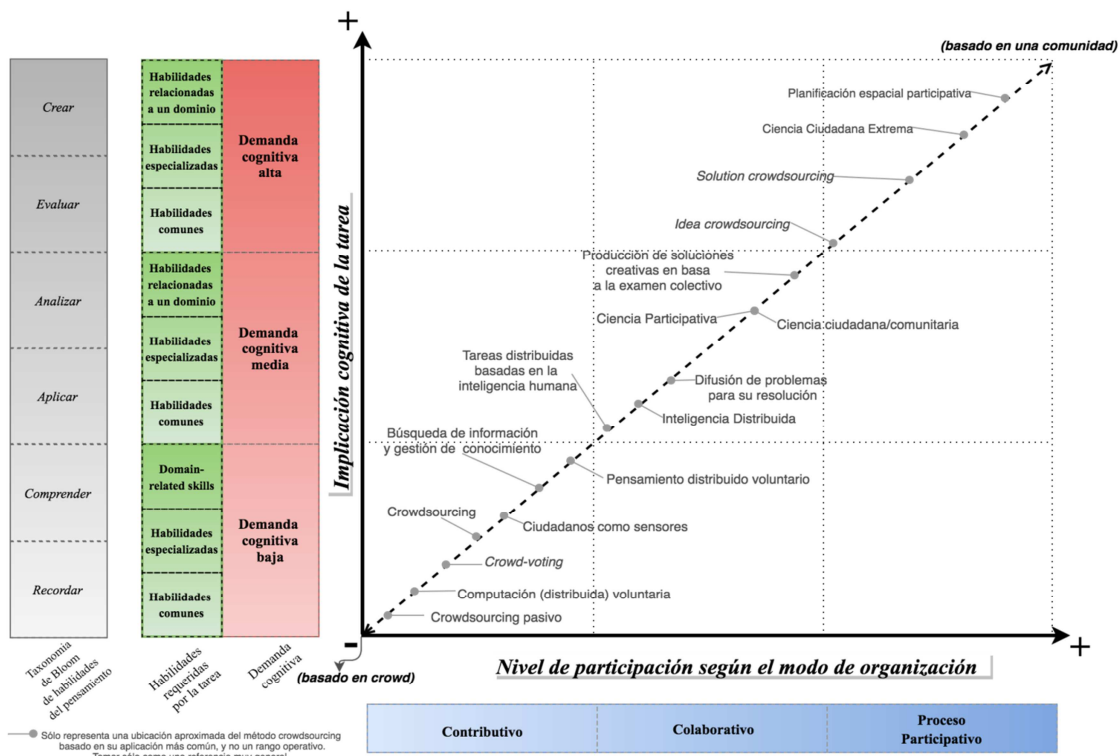 +
(basado en una comunidad)
Crear
Evaluar
Analizar
Aplicar
Comprender
Recordar
Taxonomía
de Bloom
de habilidades
del pensamiento
Habilidades
relacionadas
a un dominio
Habilidades
especializadas
Habilidades
comunes
Habilidades
relacionadas
a un dominio
Habilidades
especializadas
Habilidades
comunes
Domain-
related skills
Habilidades
especializadas
Habilidades
comunes
Habilidades
requeridas
por la tarea
Demanda
cognitiva
alta
Demanda
cognitiva
media
Demanda
cognitiva
baja
Demanda
cognitiva
Implicación cognitiva de la tarea
Planificación espacial participativa
Ciencia Ciudadana Extrema
Solution crowdsourcing
Idea crowdsourcing
Producción de soluciones
creativas en basa
a la examen colectivo
Ciencia Participativa
Ciencia ciudadana/comunitaria
Tareas distribuidas
basadas en la
inteligencia humana
Difusión de problemas
para su resolución
Inteligencia Distribuida
Búsqueda de información
y gestión de conocimiento
Pensamiento distribuido voluntario
Crowdsourcing
Ciudadanos como sensores
Crowd-voting
Computación (distribuida) voluntaria
Crowdsourcing pasivo
-
+
(basado en crowd)
Nivel de participación según el modo de organización
Contributivo
Colaborativo
Proceso
Participativo
Sólo representa una ubicación aproximada del método crowdsourcing
basado en su aplicación más común, y no un rango operativo.
Tomar sólo como una referencia muy general